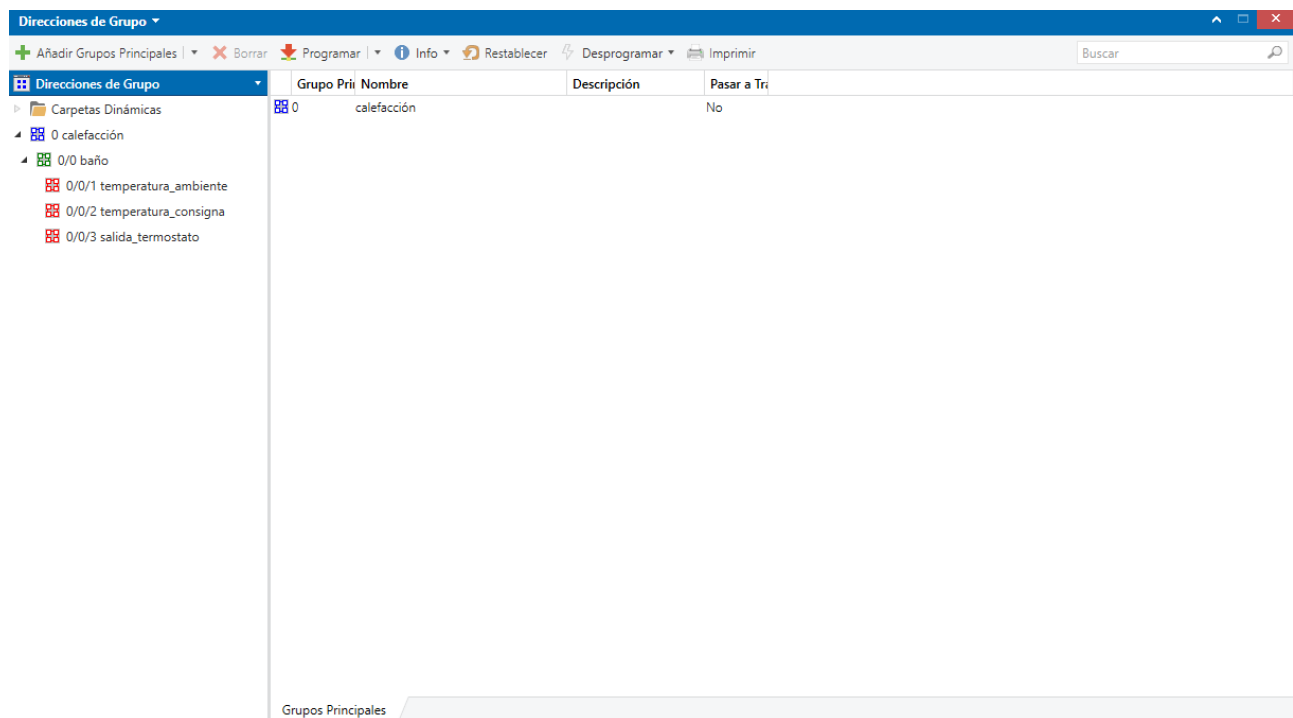 Direcciones de Grupo
Añadir Grupos Principales Borrar Programar Info Restablecer Desprogramar Imprimir Buscar
Direcciones de Grupo
Carpetas Dinámicas
0 calefacción
0/0 baño
0/0/1 temperatura_ambiente
0/0/2 temperatura_consigna
0/0/3 salida_termostato
Grupo Pri Nombre Descripción Pasar a Tra
0 calefacción No
Grupos Principales